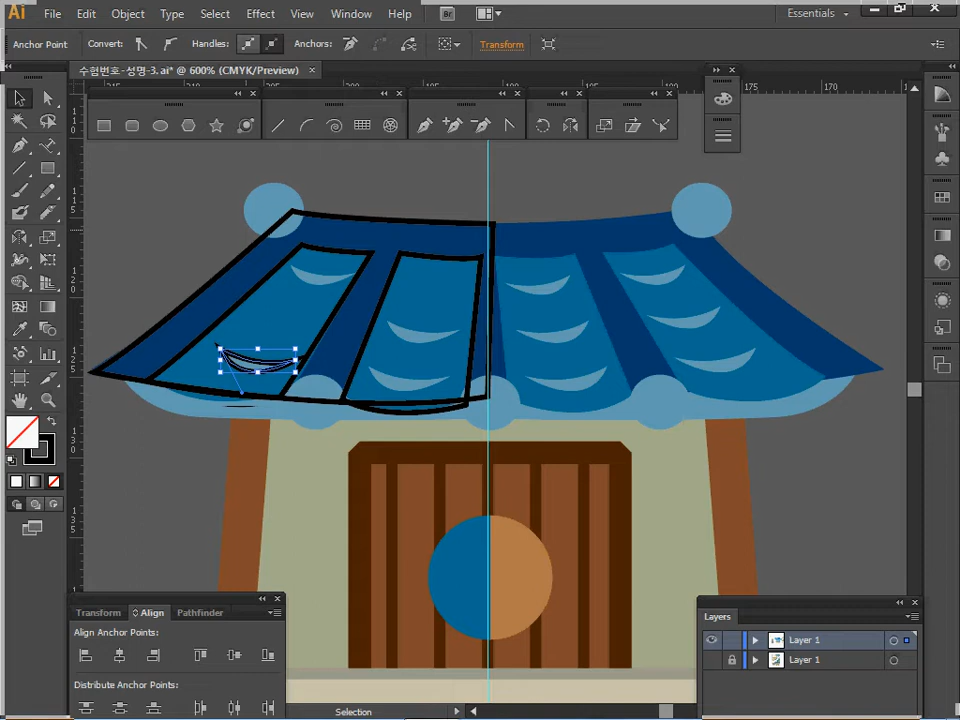 Ai File Edit Object Type Select Effect View Window Help Br Essentials
Anchor Point Convert: Handles: Anchors: Transform
수험번호-성명-3.ai* @ 600% (CMYK/Preview) ×
Transform Align Pathfinder
Align Anchor Points:
Distribute Anchor Points:
Layers
Layer 1
Layer 1
Selection